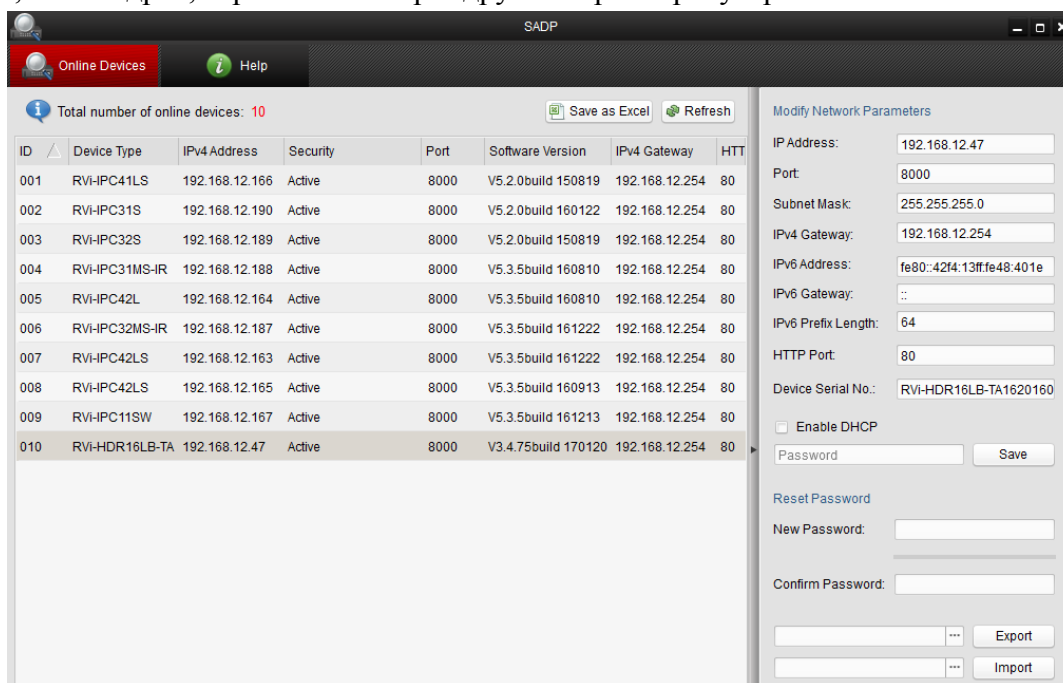 SADP
Online Devices
Help
Total number of online devices: 10
Save as Excel
Refresh
ID Device Type IPv4 Address Security Port Software Version IPv4 Gateway HTT
001 RVi-IPC41LS 192.168.12.166 Active 8000 V5.2.0build 150819 192.168.12.254 80
002 RVi-IPC31S 192.168.12.190 Active 8000 V5.2.0build 160122 192.168.12.254 80
003 RVi-IPC32S 192.168.12.189 Active 8000 V5.2.0build 150819 192.168.12.254 80
004 RVi-IPC31MS-IR 192.168.12.188 Active 8000 V5.3.5build 160810 192.168.12.254 80
005 RVi-IPC42L 192.168.12.164 Active 8000 V5.3.5build 160810 192.168.12.254 80
006 RVi-IPC32MS-IR 192.168.12.187 Active 8000 V5.3.5build 161222 192.168.12.254 80
007 RVi-IPC42LS 192.168.12.163 Active 8000 V5.3.5build 161222 192.168.12.254 80
008 RVi-IPC42LS 192.168.12.165 Active 8000 V5.3.5build 160913 192.168.12.254 80
009 RVi-IPC11SW 192.168.12.167 Active 8000 V5.3.5build 161213 192.168.12.254 80
010 RVi-HDR16LB-TA 192.168.12.47 Active 8000 V3.4.75build 170120 192.168.12.254 80
Modify Network Parameters
IP Address: 192.168.12.47
Port: 8000
Subnet Mask: 255.255.255.0
IPv4 Gateway: 192.168.12.254
IPv6 Address: fe80::42f4:13ff:fe48:401e
IPv6 Gateway: ::
IPv6 Prefix Length: 64
HTTP Port: 80
Device Serial No.: RVi-HDR16LB-TA1620160
Enable DHCP
Password Save
Reset Password
New Password:
Confirm Password:
Export
Import